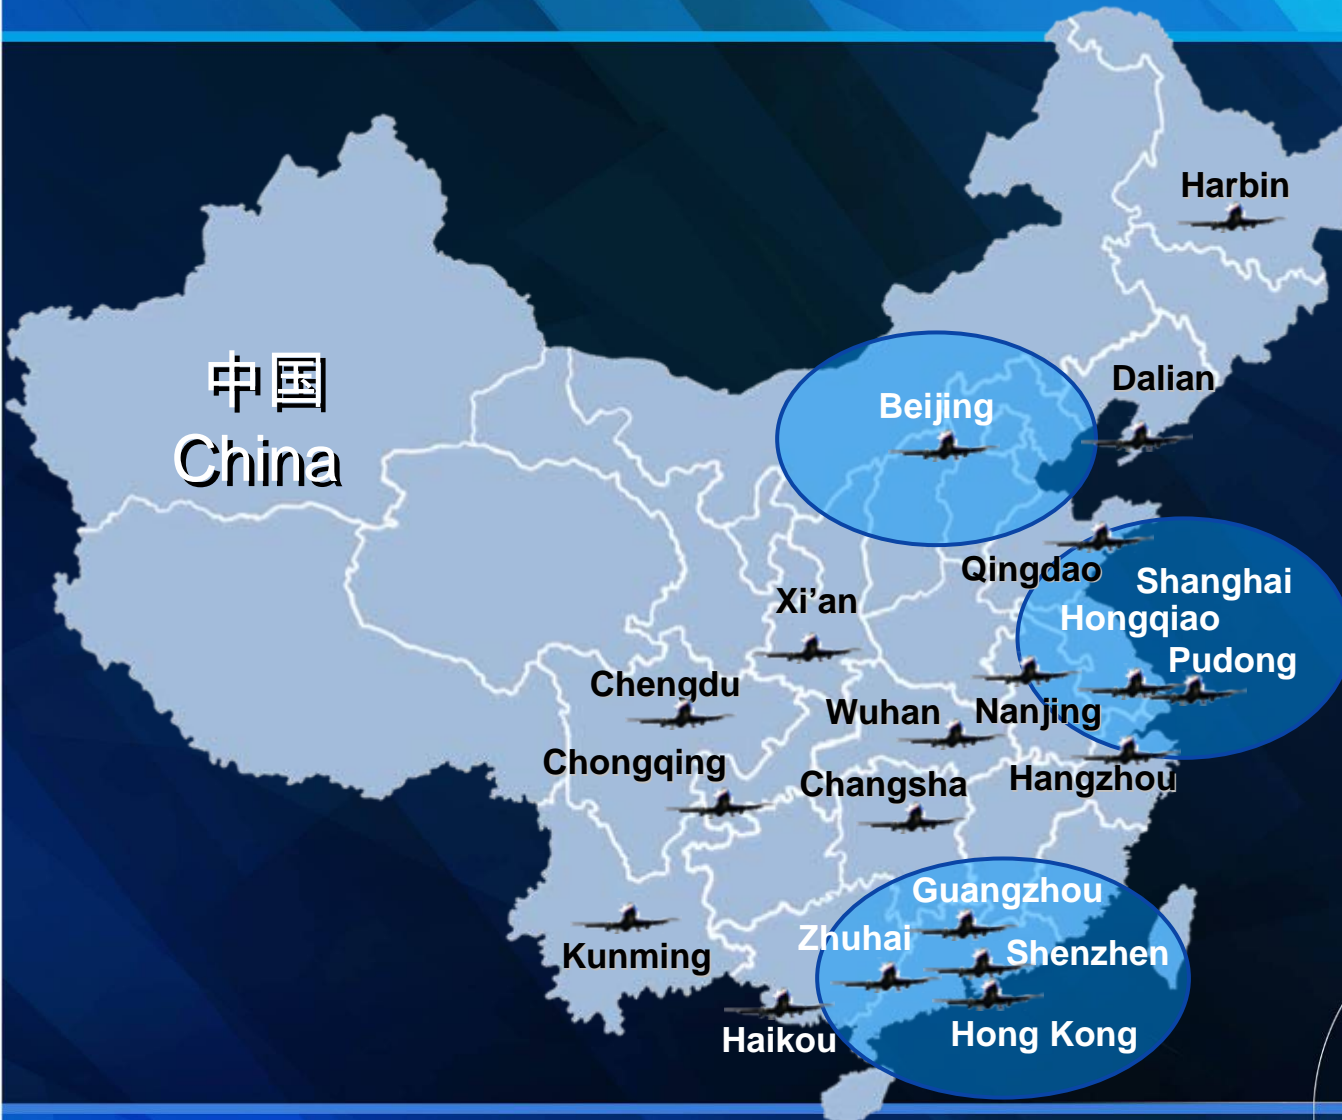 Harbin
中国
China
Dalian
Beijing
Qingdao
Shanghai
Hongqiao
Pudong
Xi’an
Chengdu
Wuhan
Nanjing
Chongqing
Changsha
Hangzhou
Guangzhou
Zhuhai
Shenzhen
Kunming
Haikou
Hong Kong